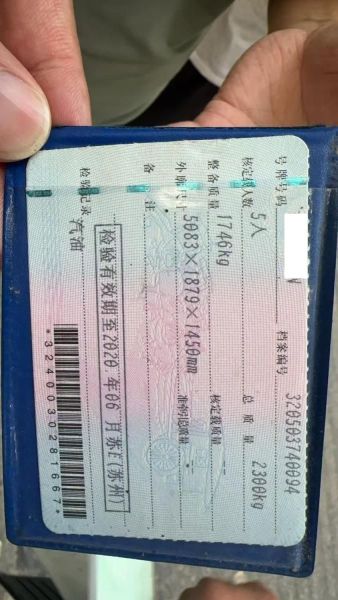 号牌号码 档案编号 320503740094
核定载人数 5人 总质量 2300kg
整备质量 1746kg 核定载质量
外廓尺寸 5083×1879×1450mm 准牵引总质量
备注
检验有效期至2020年06月苏E(苏州)
检验记录 汽油
*3240030281667*